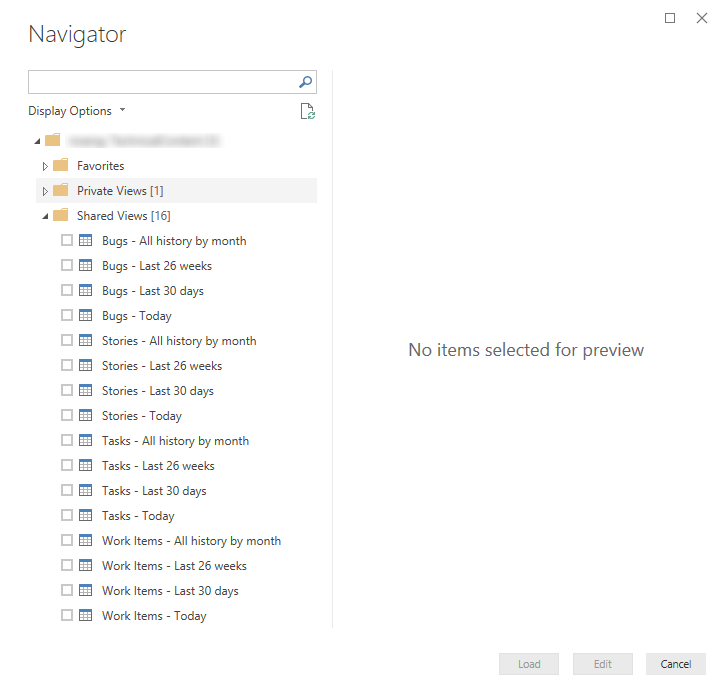 Navigator
Display Options
Favorites
Private Views [1]
Shared Views [16]
Bugs - All history by month
Bugs - Last 26 weeks
Bugs - Last 30 days
Bugs - Today
Stories - All history by month
Stories - Last 26 weeks
Stories - Last 30 days
Stories - Today
Tasks - All history by month
Tasks - Last 26 weeks
Tasks - Last 30 days
Tasks - Today
Work Items - All history by month
Work Items - Last 26 weeks
Work Items - Last 30 days
Work Items - Today
No items selected for preview
Load Edit Cancel